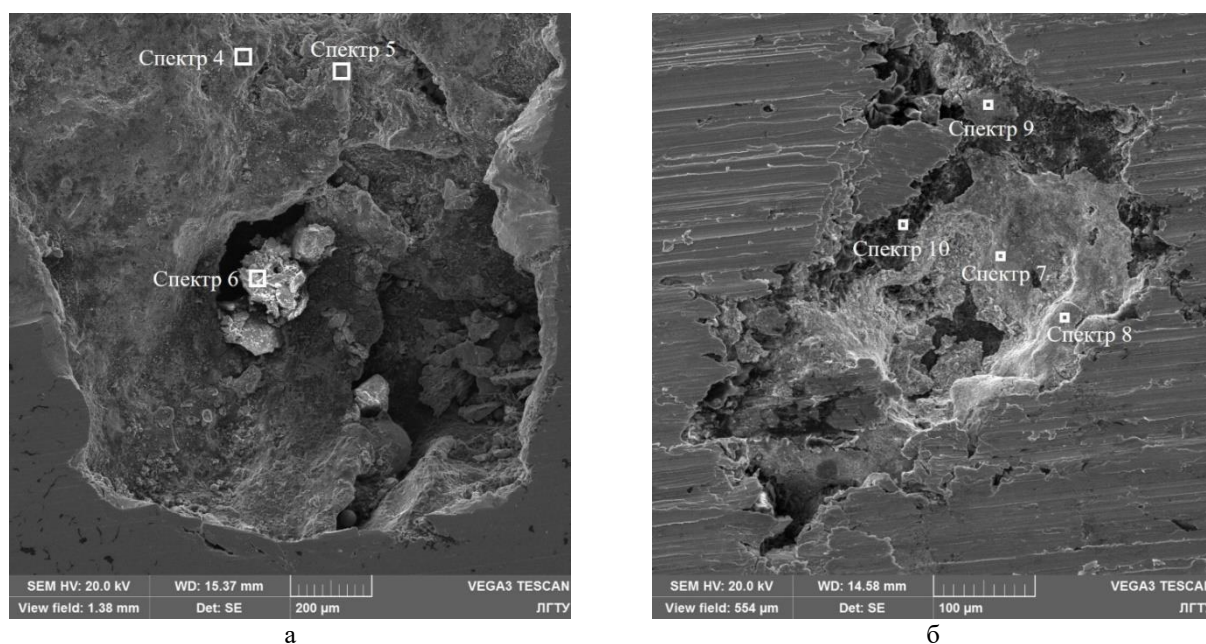 Спектр 4
Спектр 5
Спектр 6
SEM HV: 20.0 kV WD: 15.37 mm VEGA3 TESCAN
View field: 1.38 mm Det: SE 200 µm ЛГТУ
а
Спектр 9
Спектр 10
Спектр 7
Спектр 8
SEM HV: 20.0 kV WD: 14.58 mm VEGA3 TESCAN
View field: 554 µm Det: SE 100 µm ЛГТУ
б